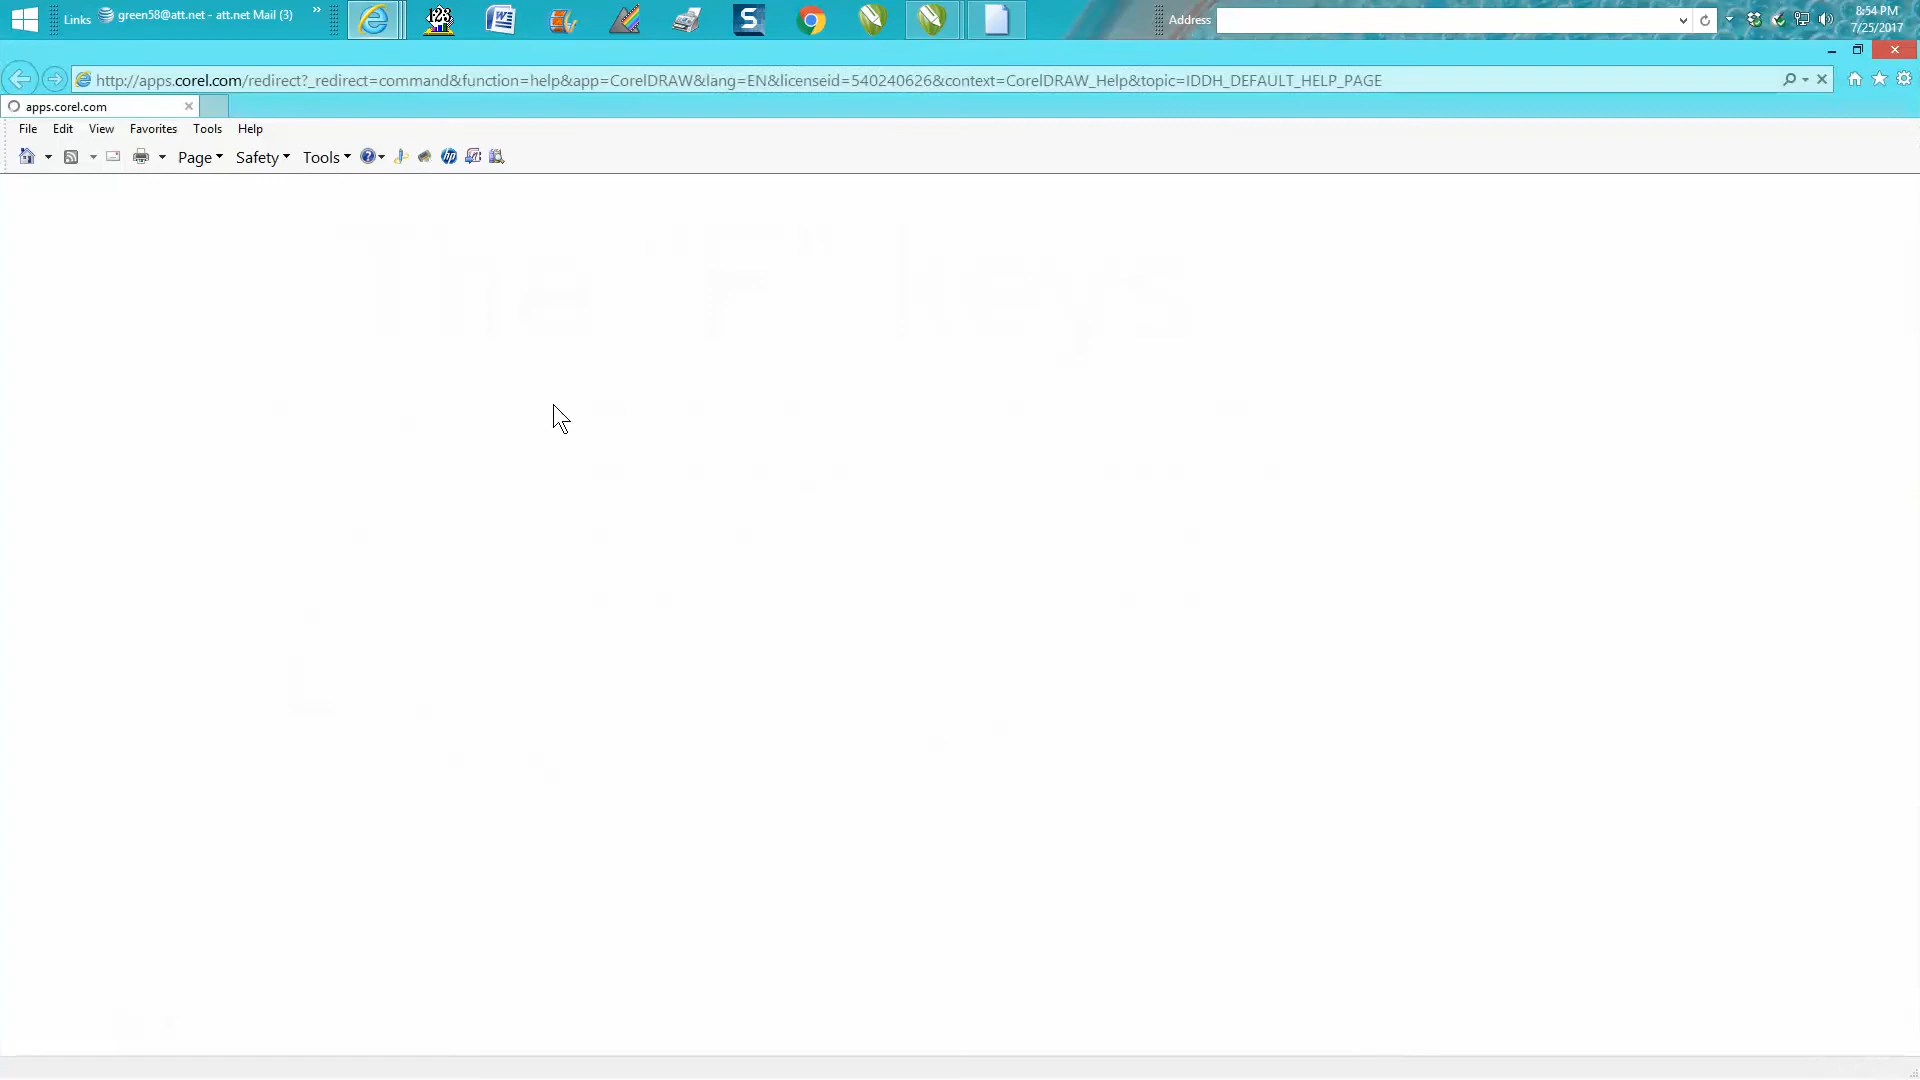 Links green58@att.net - att.net Mail (3) » Address 8:54 PM
7/25/2017
http://apps.corel.com/redirect?_redirect=command&function=help&app=CorelDRAW&lang=EN&licenseid=540240626&context=CorelDRAW_Help&topic=IDDH_DEFAULT_HELP_PAGE
apps.corel.com
File Edit View Favorites Tools Help
Page Safety Tools
The "F" keys